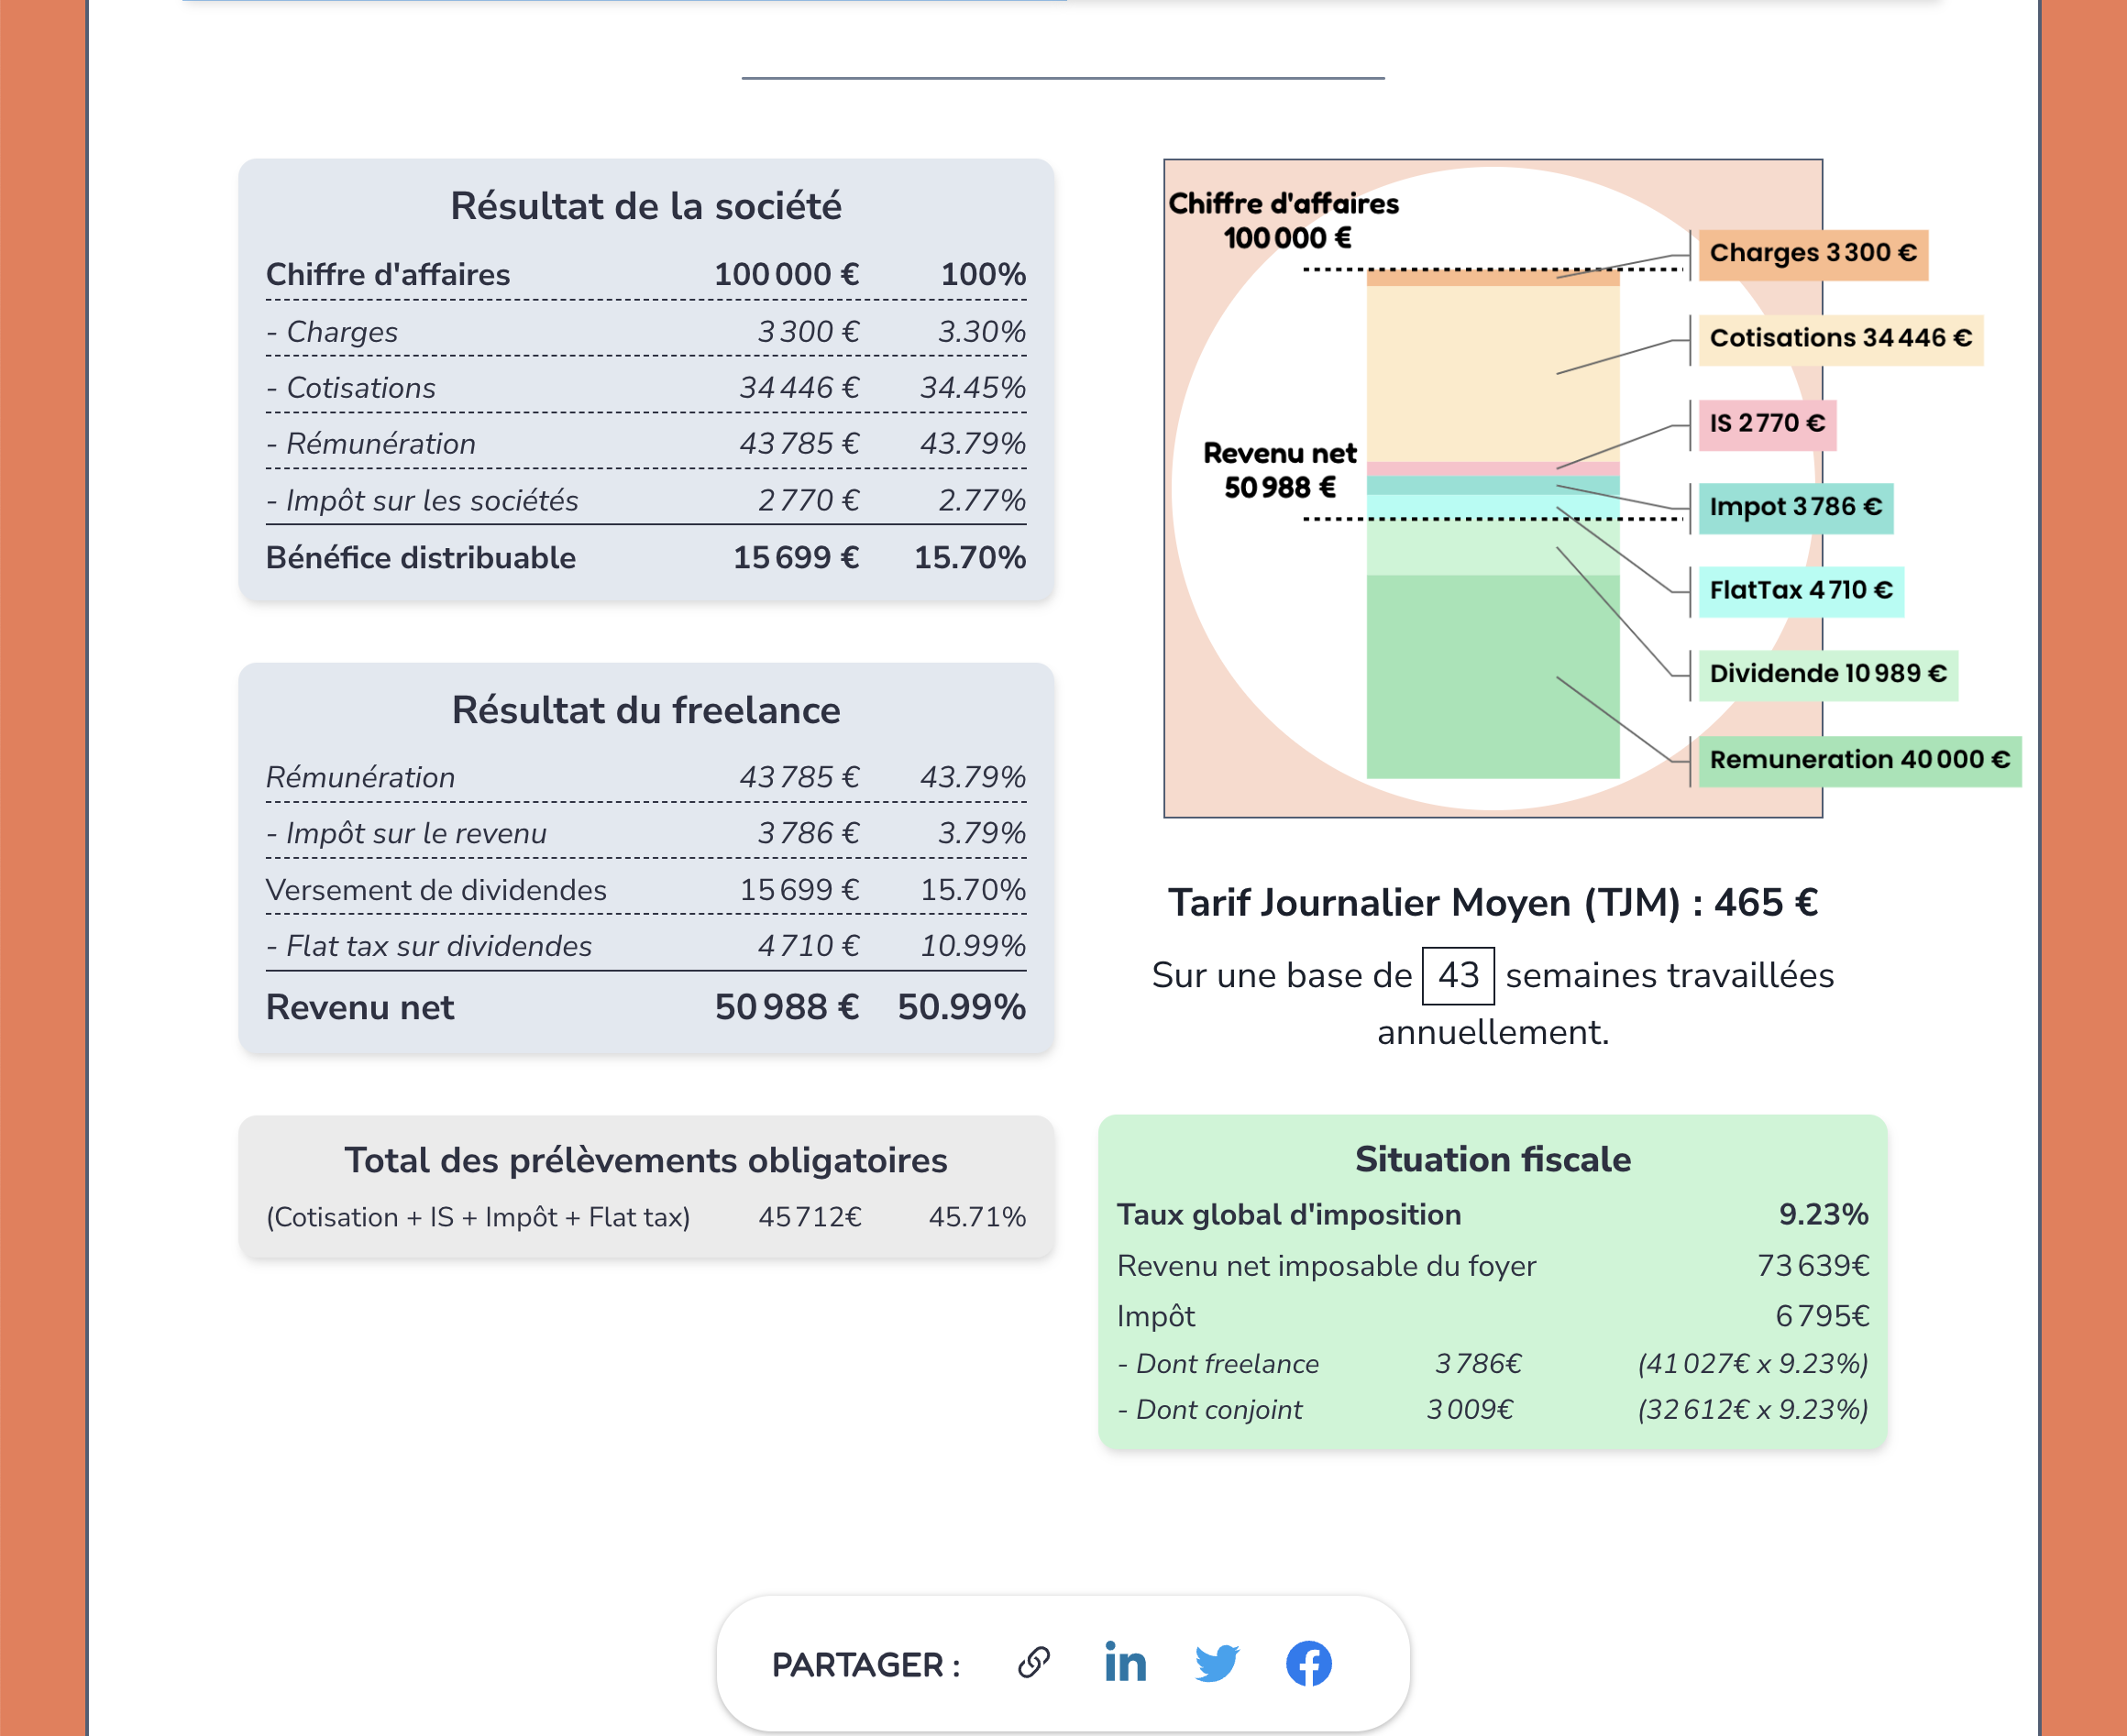 Résultat de la société
Chiffre d'affaires 100 000 € 100%
- Charges 3 300 € 3.30%
- Cotisations 34 446 € 34.45%
- Rémunération 43 785 € 43.79%
- Impôt sur les sociétés 2 770 € 2.77%
Bénéfice distribuable 15 699 € 15.70%
Résultat du freelance
Rémunération 43 785 € 43.79%
- Impôt sur le revenu 3 786 € 3.79%
Versement de dividendes 15 699 € 15.70%
- Flat tax sur dividendes 4 710 € 10.99%
Revenu net 50 988 € 50.99%
Total des prélèvements obligatoires
(Cotisation + IS + Impôt + Flat tax) 45 712€ 45.71%
Chiffre d'affaires
100 000 €
Revenu net
50 988 €
Charges 3 300 €
Cotisations 34 446 €
IS 2 770 €
Impot 3 786 €
FlatTax 4 710 €
Dividende 10 989 €
Remuneration 40 000 €
Tarif Journalier Moyen (TJM) : 465 €
Sur une base de 43 semaines travaillées
annuellement.
Situation fiscale
Taux global d'imposition 9.23%
Revenu net imposable du foyer 73 639€
Impôt 6 795€
- Dont freelance 3 786€ (41 027€ x 9.23%)
- Dont conjoint 3 009€ (32 612€ x 9.23%)
PARTAGER :